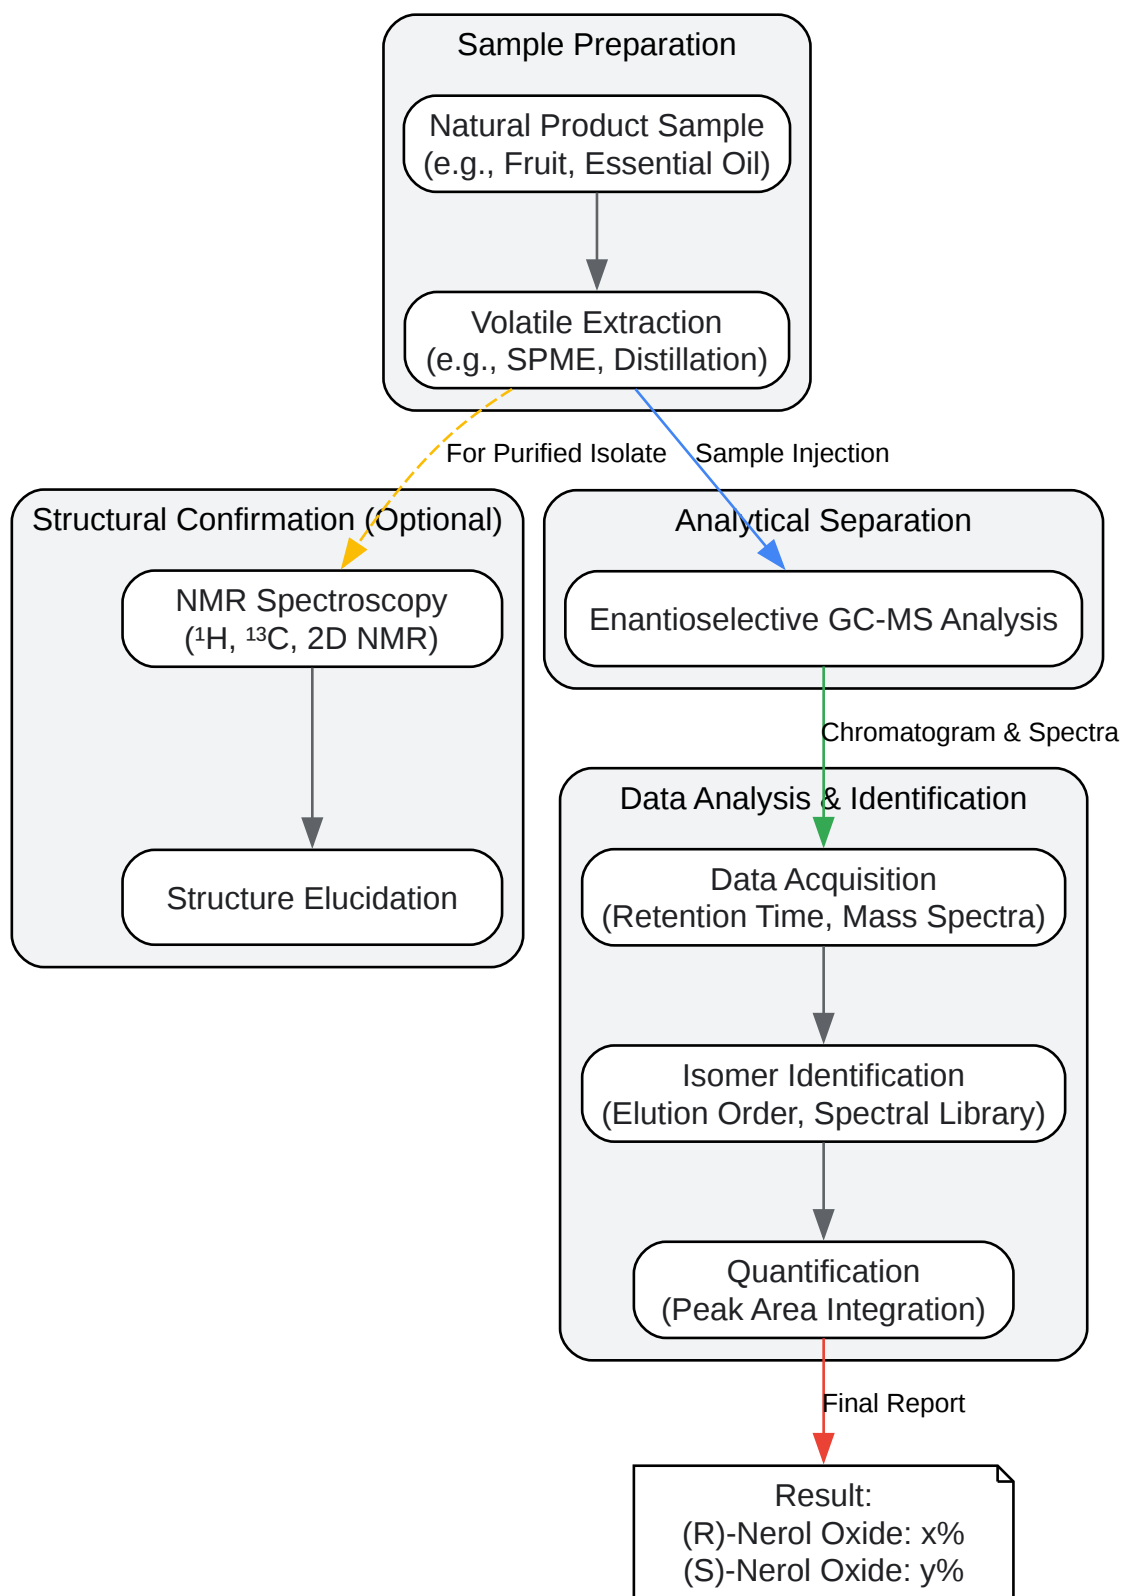 Sample Preparation
Natural Product Sample
(e.g., Fruit, Essential Oil)
Volatile Extraction
(e.g., SPME, Distillation)
For Purified Isolate
Sample Injection
Structural Confirmation (Optional)
NMR Spectroscopy
(¹H, ¹³C, 2D NMR)
Structure Elucidation
Analytical Separation
Enantioselective GC-MS Analysis
Chromatogram & Spectra
Data Analysis & Identification
Data Acquisition
(Retention Time, Mass Spectra)
Isomer Identification
(Elution Order, Spectral Library)
Quantification
(Peak Area Integration)
Final Report
Result:
(R)-Nerol Oxide: x%
(S)-Nerol Oxide: y%